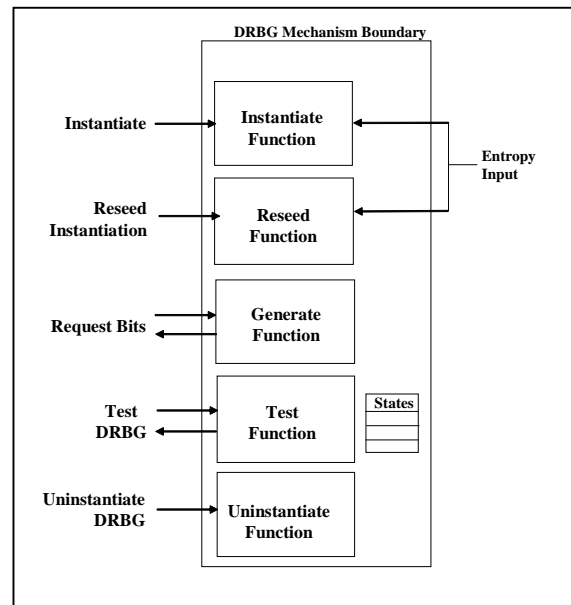 DRBG Mechanism Boundary
Instantiate
Instantiate
Function
Entropy
Input
Reseed
Instantiation
Reseed
Function
Request Bits
Generate
Function
Test
DRBG
Test
Function
States
Uninstantiate
DRBG
Uninstantiate
Function